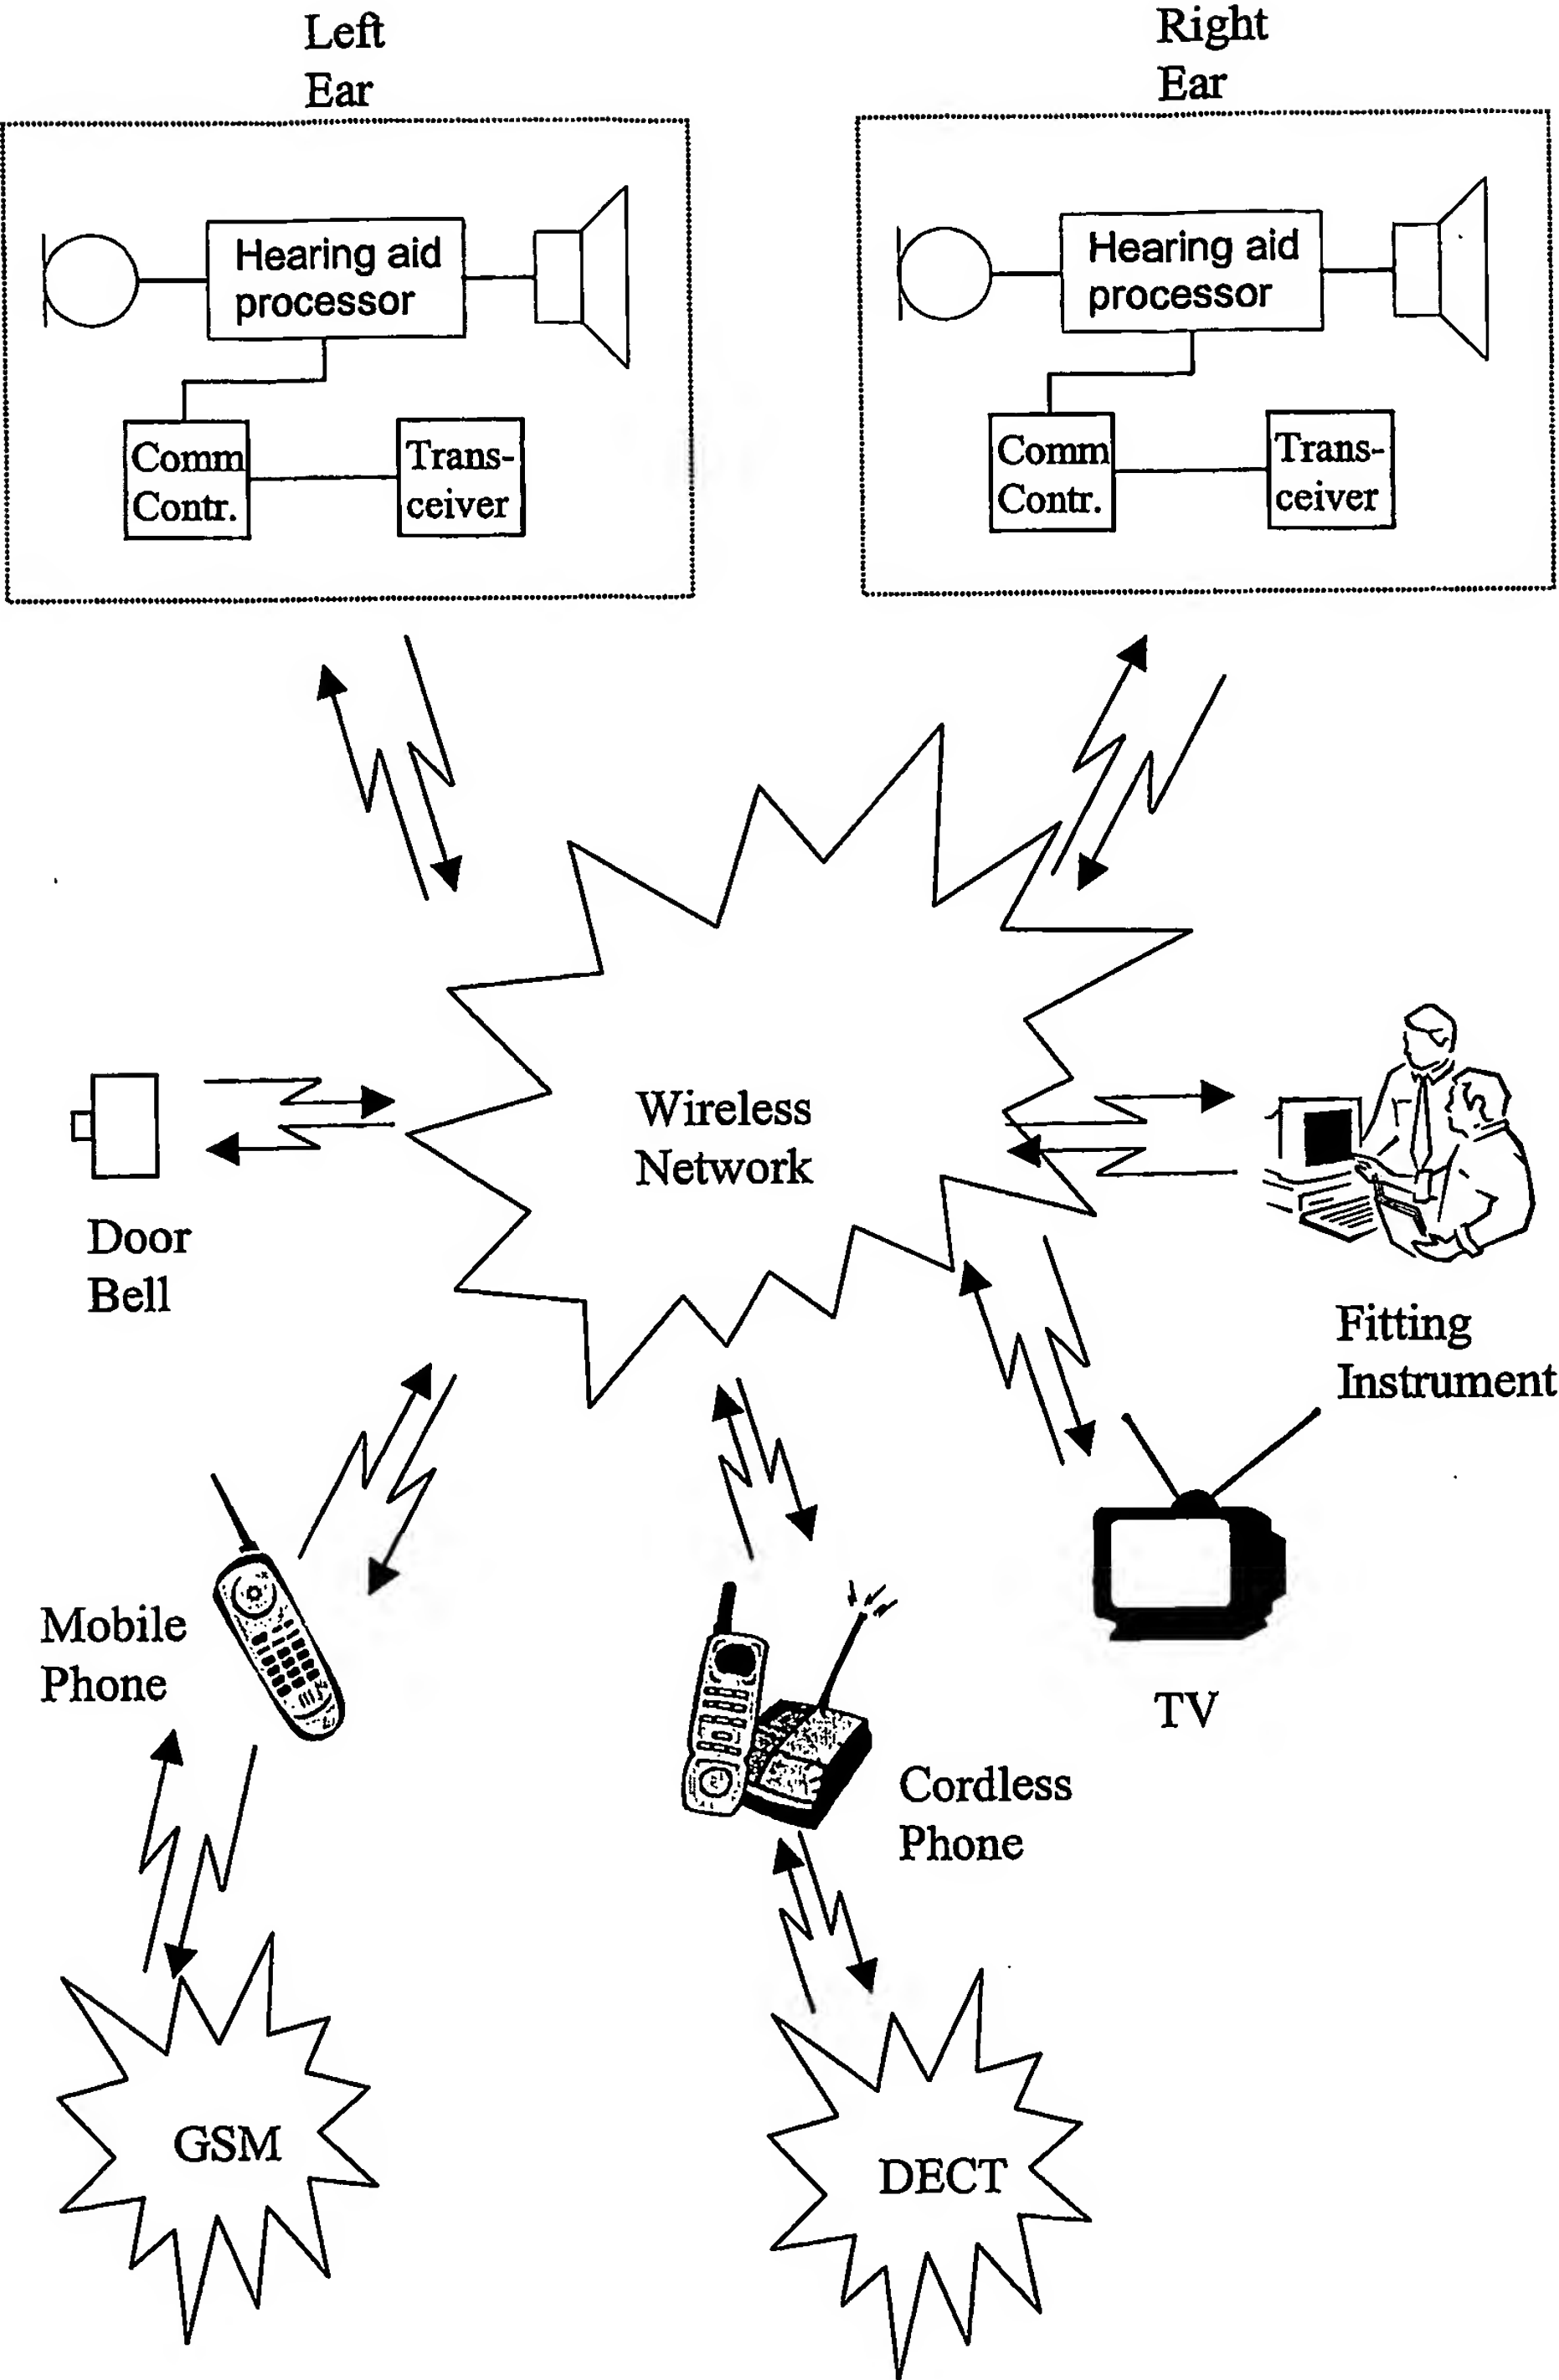 Left
Ear
Right
Ear
Hearing aid
processor
Comm
Contr.
Trans-
ceiver
Hearing aid
processor
Comm
Contr.
Trans-
ceiver
Wireless
Network
Door
Bell
Fitting
Instrument
Mobile
Phone
TV
Cordless
Phone
GSM
DECT